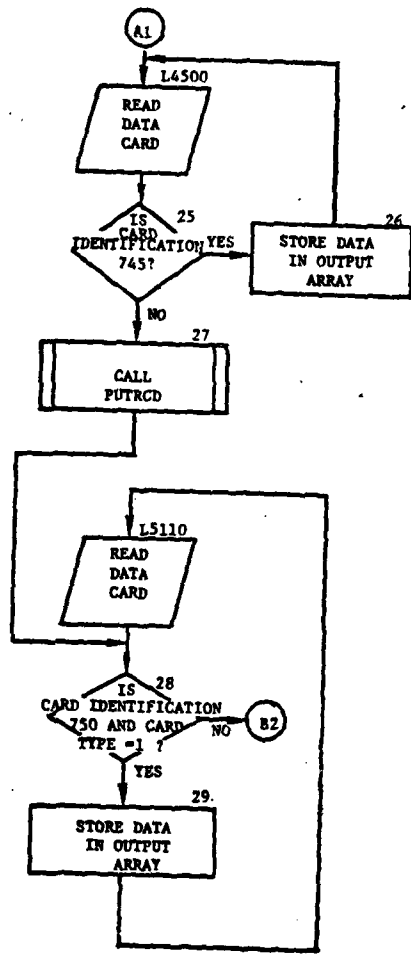 A1
L4500
READ
DATA
CARD
25
IS
CARD
IDENTIFICATION
745?
YES
26
STORE DATA
IN OUTPUT
ARRAY
NO
27
CALL
PUTRCD
L5110
READ
DATA
CARD
28
IS
CARD IDENTIFICATION
750 AND CARD
TYPE =1 ?
NO
B2
YES
29.
STORE DATA
IN OUTPUT
ARRAY